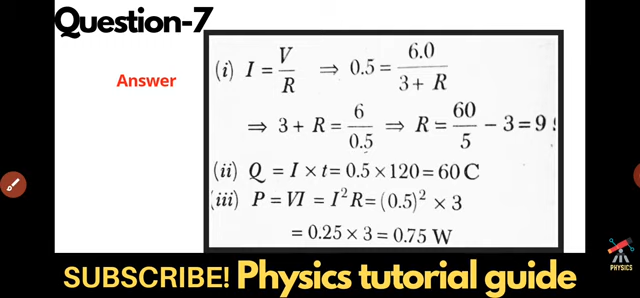 Question-7
Answer
(i) I = V/R ⇒ 0.5 = 6.0/(3 + R)
⇒ 3 + R = 6/0.5 ⇒ R = 60/5 − 3 = 9
(ii) Q = I × t = 0.5 × 120 = 60 C
(iii) P = VI = I²R = (0.5)² × 3
= 0.25 × 3 = 0.75 W
PHYSICS
SUBSCRIBE! Physics tutorial guide